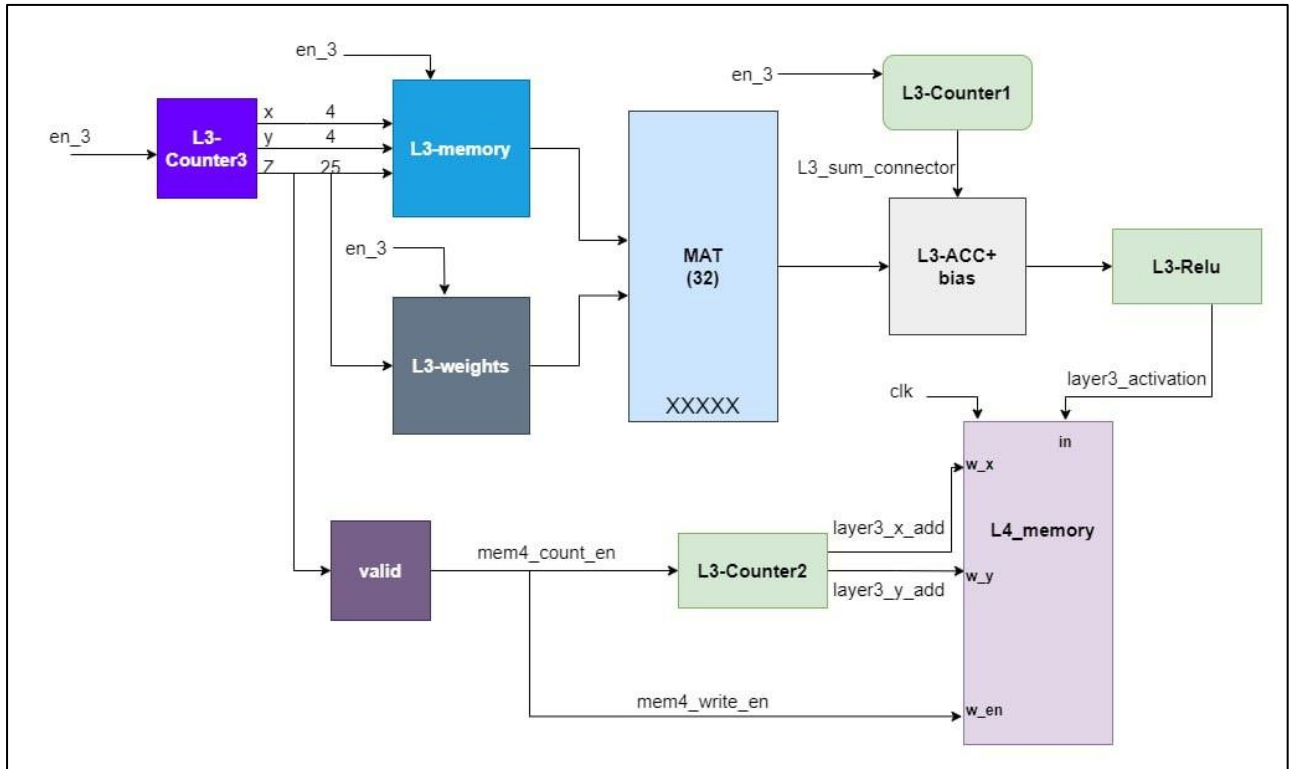 en_3
en_3
L3-Counter1
en_3
L3-
Counter3
x 4
y 4
Z 25
L3-memory
L3_sum_connector
en_3
MAT
(32)
L3-ACC+
bias
L3-Relu
L3-weights
XXXXX
clk
layer3_activation
in
w_x
layer3_x_add
L4_memory
mem4_count_en
valid
L3-Counter2
w_y
layer3_y_add
mem4_write_en
w_en